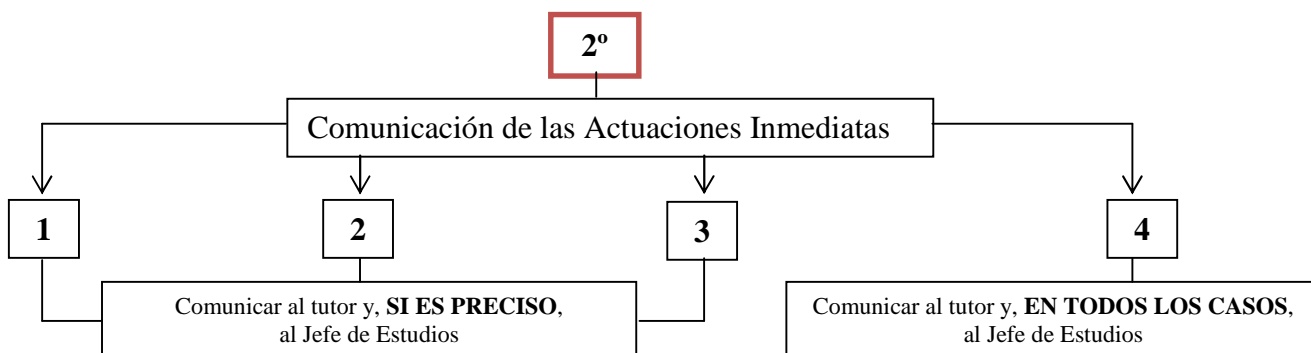 2º
Comunicación de las Actuaciones Inmediatas
1
2
3
4
Comunicar al tutor y, SI ES PRECISO,
al Jefe de Estudios
Comunicar al tutor y, EN TODOS LOS CASOS,
al Jefe de Estudios